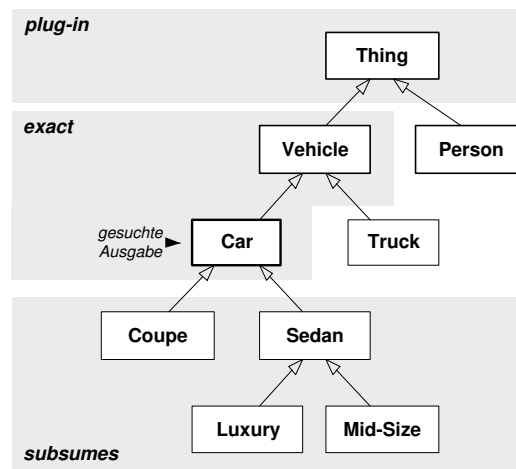 plug-in
Thing
exact
Vehicle
Person
gesuchte
Ausgabe
Car
Truck
Coupe
Sedan
Luxury
Mid-Size
subsumes